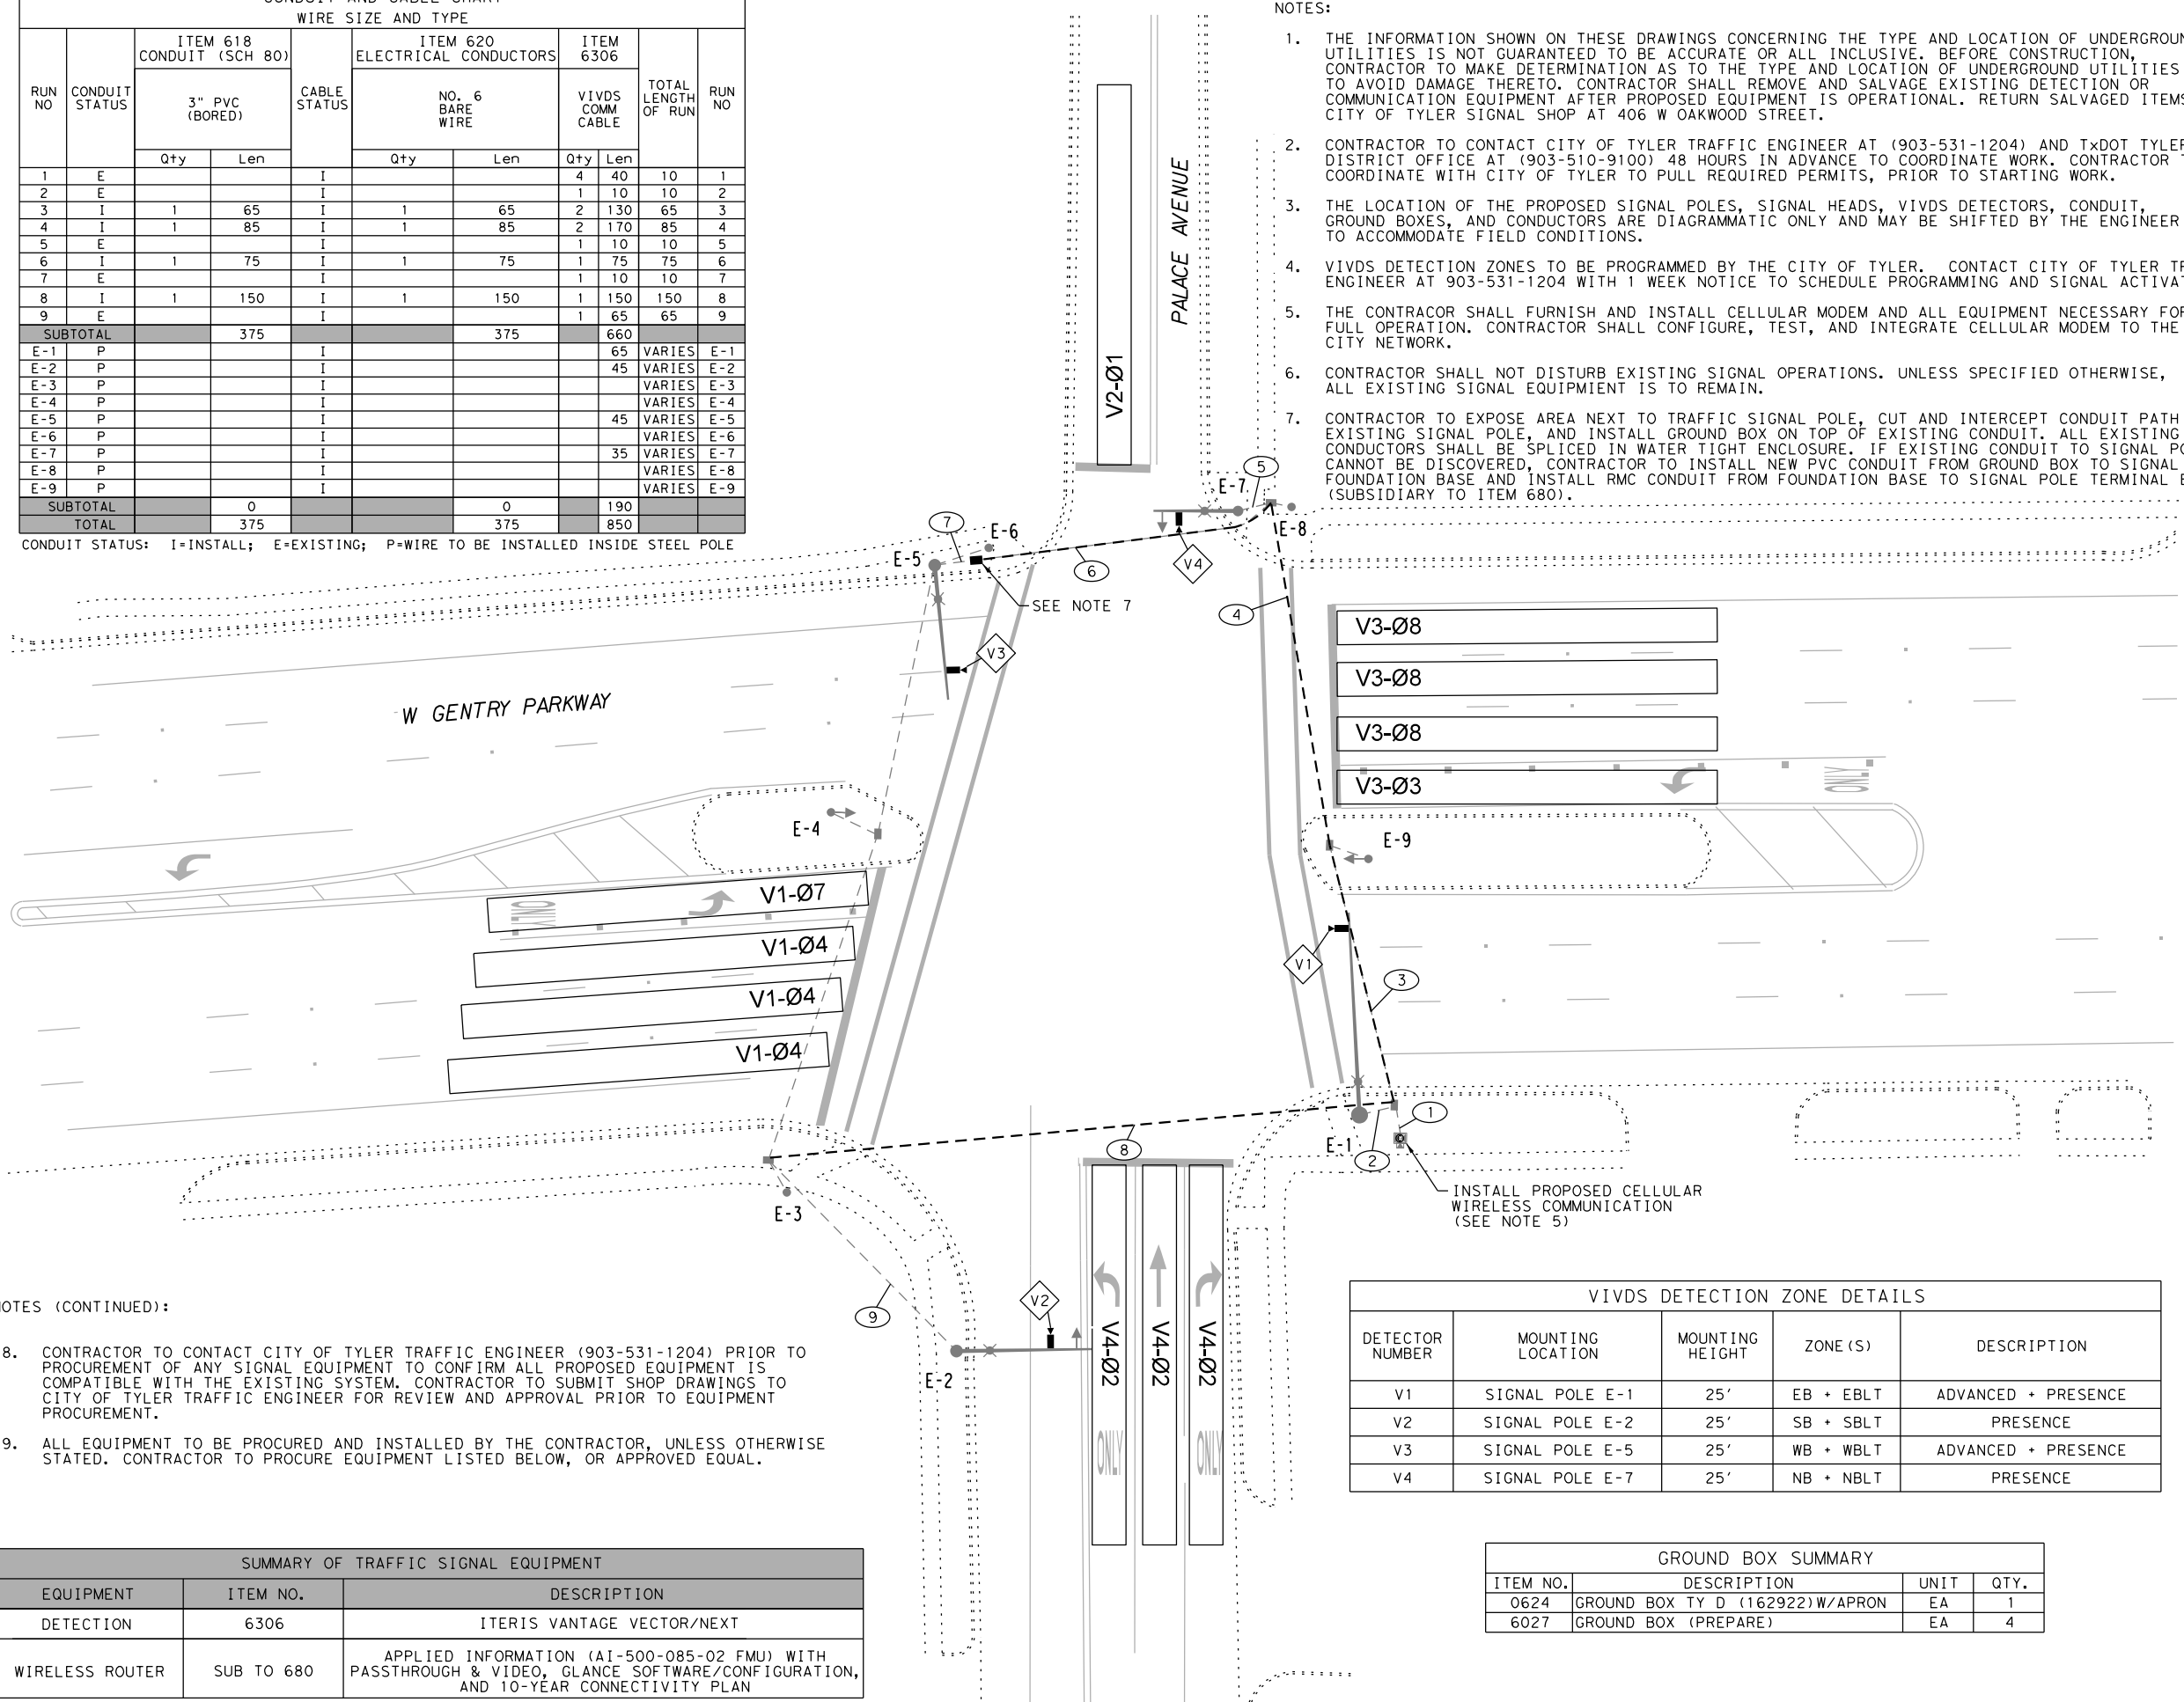 CONDUIT AND CABLE CHART
WIRE SIZE AND TYPE
RUN NO | CONDUIT STATUS | ITEM 618 CONDUIT (SCH 80) | CABLE STATUS | ITEM 620 ELECTRICAL CONDUCTORS | ITEM 6306 | TOTAL LENGTH OF RUN | RUN NO
3" PVC (BORED) | NO. 6 BARE WIRE | VIVDS COMM CABLE
Qty | Len | Qty | Len | Qty | Len
1 E I 4 40 10 1
2 E I 1 10 10 2
3 I 1 65 I 1 65 2 130 65 3
4 I 1 85 I 1 85 2 170 85 4
5 E I 1 10 10 5
6 I 1 75 I 1 75 1 75 75 6
7 E I 1 10 10 7
8 I 1 150 I 1 150 1 150 150 8
9 E I 1 65 65 9
SUBTOTAL 375 375 660
E-1 P I 65 VARIES E-1
E-2 P I 45 VARIES E-2
E-3 P I VARIES E-3
E-4 P I VARIES E-4
E-5 P I 45 VARIES E-5
E-6 P I VARIES E-6
E-7 P I 35 VARIES E-7
E-8 P I VARIES E-8
E-9 P I VARIES E-9
SUBTOTAL 0 0 190
TOTAL 375 375 850
CONDUIT STATUS: I=INSTALL; E=EXISTING; P=WIRE TO BE INSTALLED INSIDE STEEL POLE
NOTES:
1. THE INFORMATION SHOWN ON THESE DRAWINGS CONCERNING THE TYPE AND LOCATION OF UNDERGROUN
UTILITIES IS NOT GUARANTEED TO BE ACCURATE OR ALL INCLUSIVE. BEFORE CONSTRUCTION,
CONTRACTOR TO MAKE DETERMINATION AS TO THE TYPE AND LOCATION OF UNDERGROUND UTILITIES
TO AVOID DAMAGE THERETO. CONTRACTOR SHALL REMOVE AND SALVAGE EXISTING DETECTION OR
COMMUNICATION EQUIPMENT AFTER PROPOSED EQUIPMENT IS OPERATIONAL. RETURN SALVAGED ITEMS
CITY OF TYLER SIGNAL SHOP AT 406 W OAKWOOD STREET.
2. CONTRACTOR TO CONTACT CITY OF TYLER TRAFFIC ENGINEER AT (903-531-1204) AND TxDOT TYLER
DISTRICT OFFICE AT (903-510-9100) 48 HOURS IN ADVANCE TO COORDINATE WORK. CONTRACTOR T
COORDINATE WITH CITY OF TYLER TO PULL REQUIRED PERMITS, PRIOR TO STARTING WORK.
3. THE LOCATION OF THE PROPOSED SIGNAL POLES, SIGNAL HEADS, VIVDS DETECTORS, CONDUIT,
GROUND BOXES, AND CONDUCTORS ARE DIAGRAMMATIC ONLY AND MAY BE SHIFTED BY THE ENGINEER
TO ACCOMMODATE FIELD CONDITIONS.
4. VIVDS DETECTION ZONES TO BE PROGRAMMED BY THE CITY OF TYLER. CONTACT CITY OF TYLER TR
ENGINEER AT 903-531-1204 WITH 1 WEEK NOTICE TO SCHEDULE PROGRAMMING AND SIGNAL ACTIVAT
5. THE CONTRACOR SHALL FURNISH AND INSTALL CELLULAR MODEM AND ALL EQUIPMENT NECESSARY FOR
FULL OPERATION. CONTRACTOR SHALL CONFIGURE, TEST, AND INTEGRATE CELLULAR MODEM TO THE
CITY NETWORK.
6. CONTRACTOR SHALL NOT DISTURB EXISTING SIGNAL OPERATIONS. UNLESS SPECIFIED OTHERWISE,
ALL EXISTING SIGNAL EQUIPMIENT IS TO REMAIN.
7. CONTRACTOR TO EXPOSE AREA NEXT TO TRAFFIC SIGNAL POLE, CUT AND INTERCEPT CONDUIT PATH
EXISTING SIGNAL POLE, AND INSTALL GROUND BOX ON TOP OF EXISTING CONDUIT. ALL EXISTING
CONDUCTORS SHALL BE SPLICED IN WATER TIGHT ENCLOSURE. IF EXISTING CONDUIT TO SIGNAL PO
CANNOT BE DISCOVERED, CONTRACTOR TO INSTALL NEW PVC CONDUIT FROM GROUND BOX TO SIGNAL
FOUNDATION BASE AND INSTALL RMC CONDUIT FROM FOUNDATION BASE TO SIGNAL POLE TERMINAL B
(SUBSIDIARY TO ITEM 680).
PALACE AVENUE
V2-Ø1
5
E-7
E-8
7
E-6
E-5
6
V4
SEE NOTE 7
4
V3
V3-Ø8
V3-Ø8
V3-Ø8
V3-Ø3
ONLY
W GENTRY PARKWAY
E-4
E-9
V1-Ø7
ONLY
V1-Ø4
V1-Ø4
V1-Ø4
V1
3
1
E-1
2
8
E-3
INSTALL PROPOSED CELLULAR
WIRELESS COMMUNICATION
(SEE NOTE 5)
9
V2
E-2
V4-Ø2
V4-Ø2
V4-Ø2
ONLY
ONLY
NOTES (CONTINUED):
8. CONTRACTOR TO CONTACT CITY OF TYLER TRAFFIC ENGINEER (903-531-1204) PRIOR TO
PROCUREMENT OF ANY SIGNAL EQUIPMENT TO CONFIRM ALL PROPOSED EQUIPMENT IS
COMPATIBLE WITH THE EXISTING SYSTEM. CONTRACTOR TO SUBMIT SHOP DRAWINGS TO
CITY OF TYLER TRAFFIC ENGINEER FOR REVIEW AND APPROVAL PRIOR TO EQUIPMENT
PROCUREMENT.
9. ALL EQUIPMENT TO BE PROCURED AND INSTALLED BY THE CONTRACTOR, UNLESS OTHERWISE
STATED. CONTRACTOR TO PROCURE EQUIPMENT LISTED BELOW, OR APPROVED EQUAL.
VIVDS DETECTION ZONE DETAILS
DETECTOR NUMBER | MOUNTING LOCATION | MOUNTING HEIGHT | ZONE(S) | DESCRIPTION
V1 SIGNAL POLE E-1 25' EB + EBLT ADVANCED + PRESENCE
V2 SIGNAL POLE E-2 25' SB + SBLT PRESENCE
V3 SIGNAL POLE E-5 25' WB + WBLT ADVANCED + PRESENCE
V4 SIGNAL POLE E-7 25' NB + NBLT PRESENCE
GROUND BOX SUMMARY
ITEM NO. DESCRIPTION UNIT QTY.
0624 GROUND BOX TY D (162922)W/APRON EA 1
6027 GROUND BOX (PREPARE) EA 4
SUMMARY OF TRAFFIC SIGNAL EQUIPMENT
EQUIPMENT ITEM NO. DESCRIPTION
DETECTION 6306 ITERIS VANTAGE VECTOR/NEXT
WIRELESS ROUTER SUB TO 680 APPLIED INFORMATION (AI-500-085-02 FMU) WITH
PASSTHROUGH & VIDEO, GLANCE SOFTWARE/CONFIGURATION,
AND 10-YEAR CONNECTIVITY PLAN